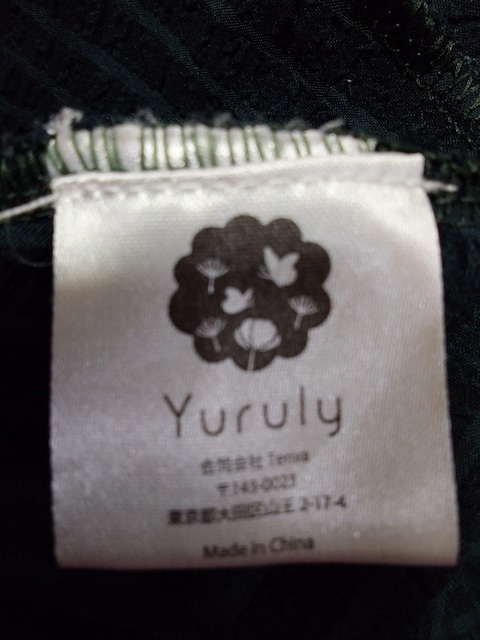 Yuruly
合同会社 Tenva
〒143-0023
東京都大田区山王 2-17-4
Made in China